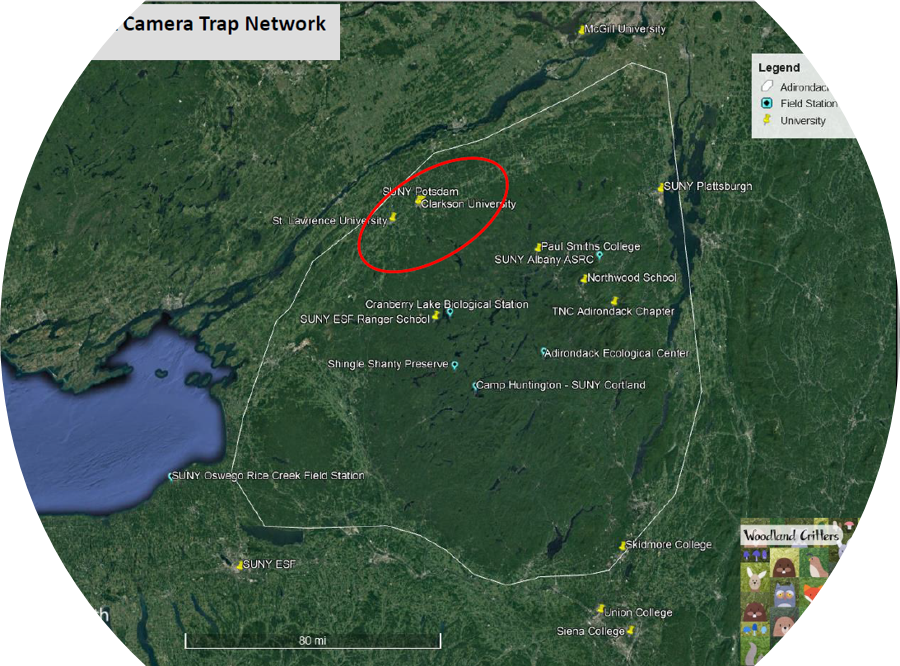 Camera Trap Network
McGill University
Legend
Field Station
University
SUNY Potsdam
SUNY Plattsburgh
Clarkson University
St. Lawrence University
Paul Smiths College
SUNY Albany ASRC
Northwood School
Cranberry Lake Biological Station
TNC Adirondack Chapter
SUNY ESF Ranger School
Adirondack Ecological Center
Shingle Shanty Preserve
Camp Huntington - SUNY Cortland
SUNY Oswego Rice Creek Field Station
Woodland Critters
Skidmore College
SUNY ESF
Union College
Siena College
80 mi